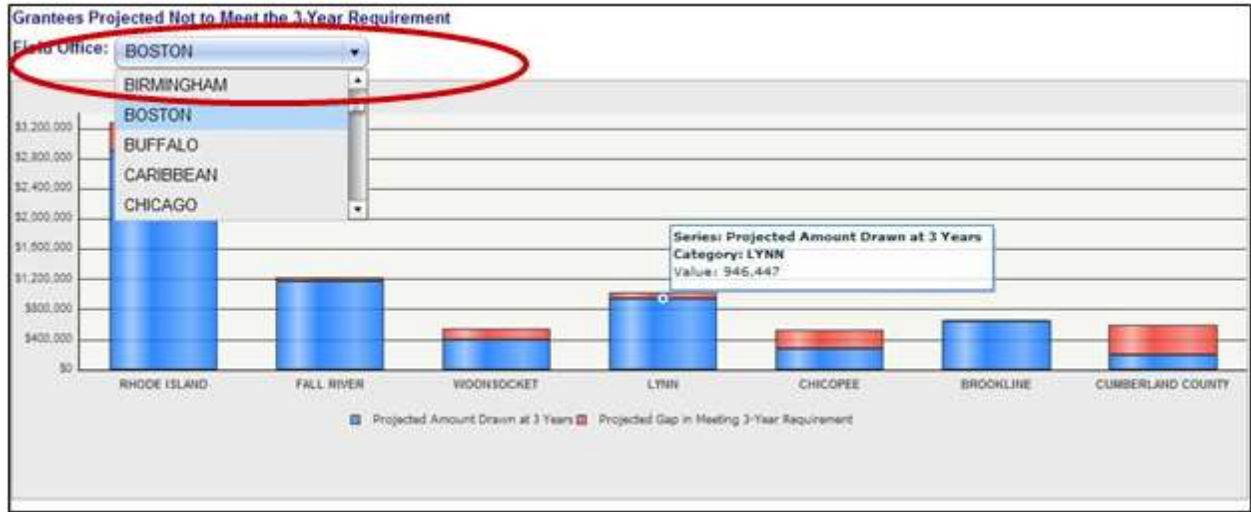 Grantees Projected Not to Meet the 3-Year Requirement
Field Office: BOSTON
BIRMINGHAM
BOSTON
BUFFALO
CARIBBEAN
CHICAGO
$3,200,000
$2,800,000
$2,400,000
$2,000,000
$1,600,000
$1,200,000
$800,000
$400,000
$0
Series: Projected Amount Drawn at 3 Years
Category: LYNN
Value: 946,447
RHODE ISLAND FALL RIVER WOONSOCKET LYNN CHICOPEE BROOKLINE CUMBERLAND COUNTY
Projected Amount Drawn at 3 Years Projected Gap in Meeting 3-Year Requirement